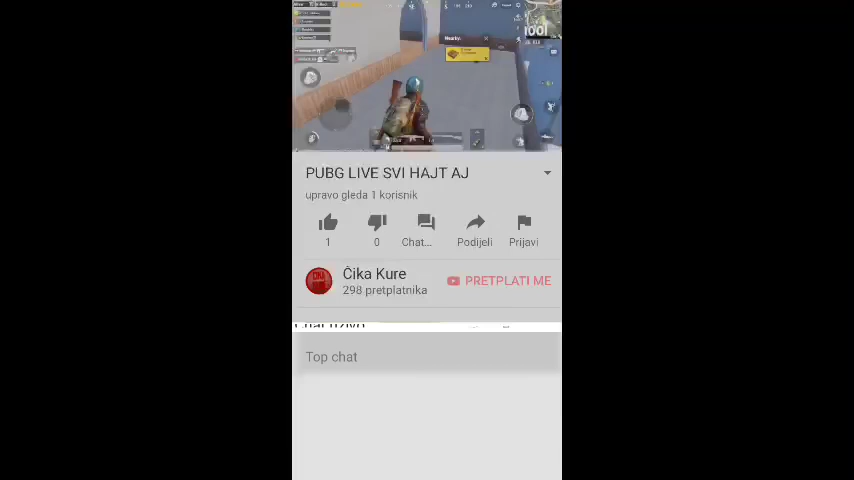 Nearby
PUBG LIVE SVI HAJT AJ
upravo gleda 1 korisnik
1
0
Chat...
Podijeli
Prijavi
Čika Kure
298 pretplatnika
PRETPLATI ME
Top chat